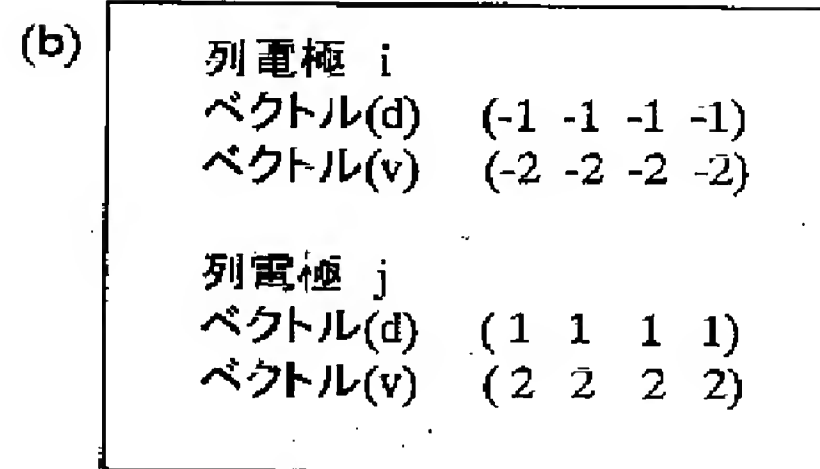 (b)
列電極 i
ベクトル(d) (-1 -1 -1 -1)
ベクトル(v) (-2 -2 -2 -2)
列電極 j
ベクトル(d) ( 1 1 1 1)
ベクトル(v) ( 2 2 2 2)